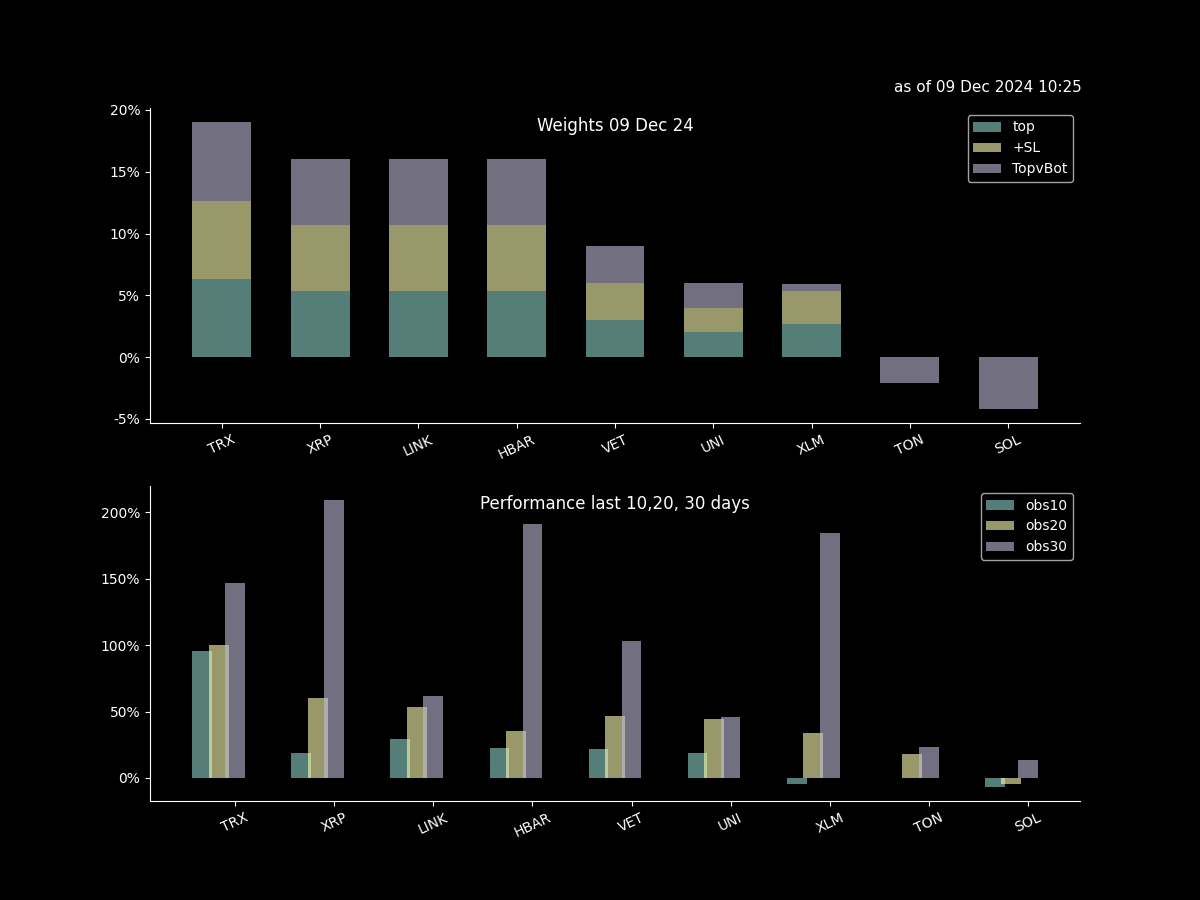 as of 09 Dec 2024 10:25
Weights 09 Dec 24
top
+SL
TopvBot
20%
15%
10%
5%
0%
-5%
TRX XRP LINK HBAR VET UNI XLM TON SOL
Performance last 10,20, 30 days
obs10
obs20
obs30
200%
150%
100%
50%
0%
TRX XRP LINK HBAR VET UNI XLM TON SOL